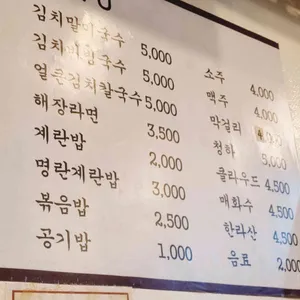 김치말이국수 5,000
김치비빔국수 5,000
얼큰김치칼국수 5,000
해장라면 3,500
계란밥 2,000
명란계란밥 3,000
볶음밥 2,500
공기밥 1,000
소주 4,000
맥주 4,000
막걸리
청하 5,000
클라우드 4,500
매화수 4,500
한라산 4,500
음료 2,000